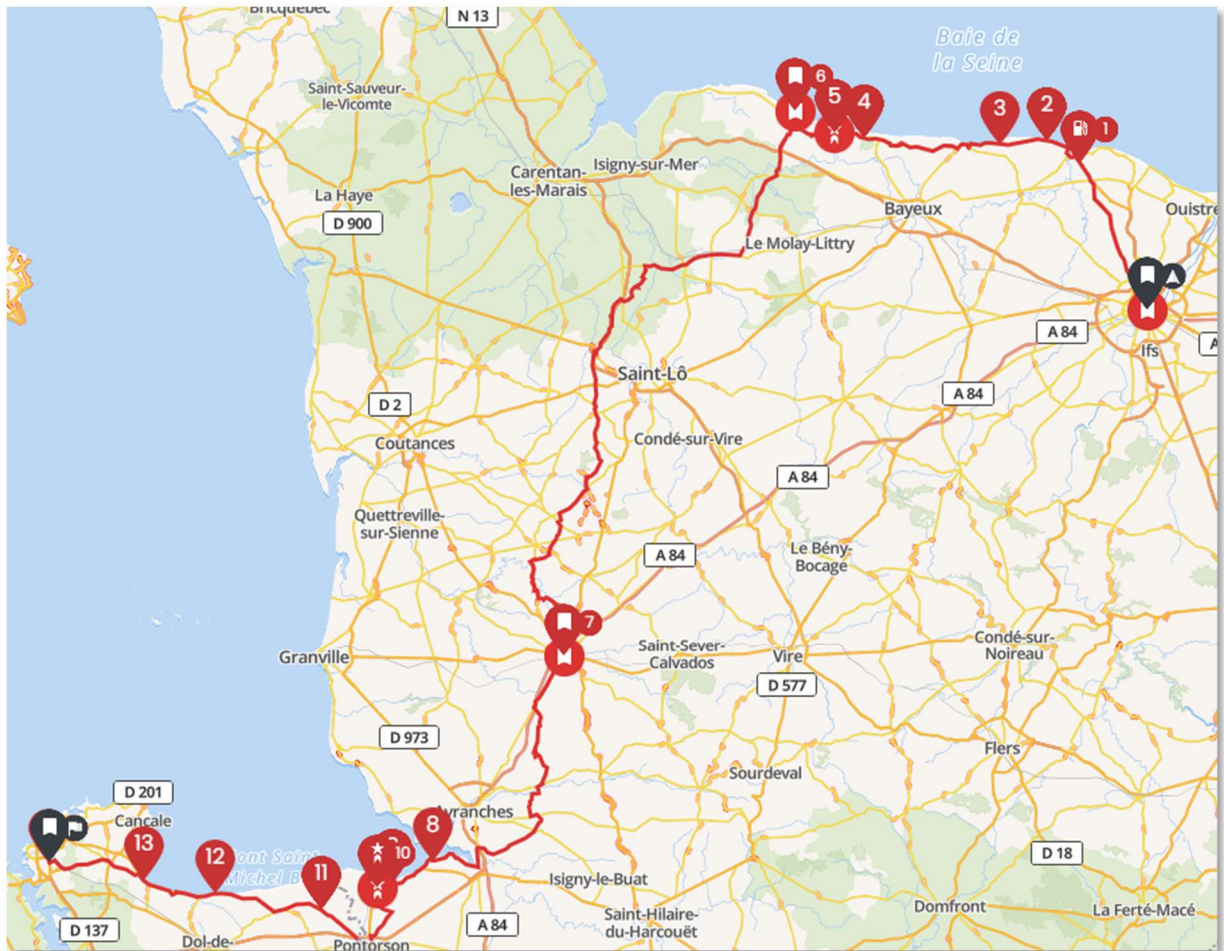 Bricquebec
N 13
Baie de
la Seine
Saint-Sauveur-
le-Vicomte
6
5
4
3
2
1
Isigny-sur-Mer
Carentan-
les-Marais
La Haye
D 900
Bayeux
Ouistre
Le Molay-Littry
A 84
Ifs
A
Saint-Lô
A 84
D 2
Coutances
Condé-sur-Vire
A 84
Quettreville-
sur-Sienne
A 84
Le Bény-
Bocage
7
Granville
Saint-Sever-
Calvados
Vire
Condé-sur-
Noireau
D 577
D 973
Flers
Sourdeval
D 201
Cancale
Avranches
8
13
12
10
11
ont Saint
Michel B
D 18
Isigny-le-Buat
D 137
Dol-de-
Pontorson
A 84
Saint-Hilaire-
du-Harcouët
Domfront
La Ferté-Macé